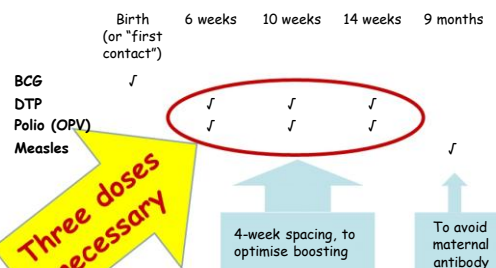 Birth 6 weeks 10 weeks 14 weeks 9 months
(or "first
contact")
BCG √
DTP √ √ √
Polio (OPV) √ √ √
Measles √
Three doses
necessary
4-week spacing, to
optimise boosting
To avoid
maternal
antibody